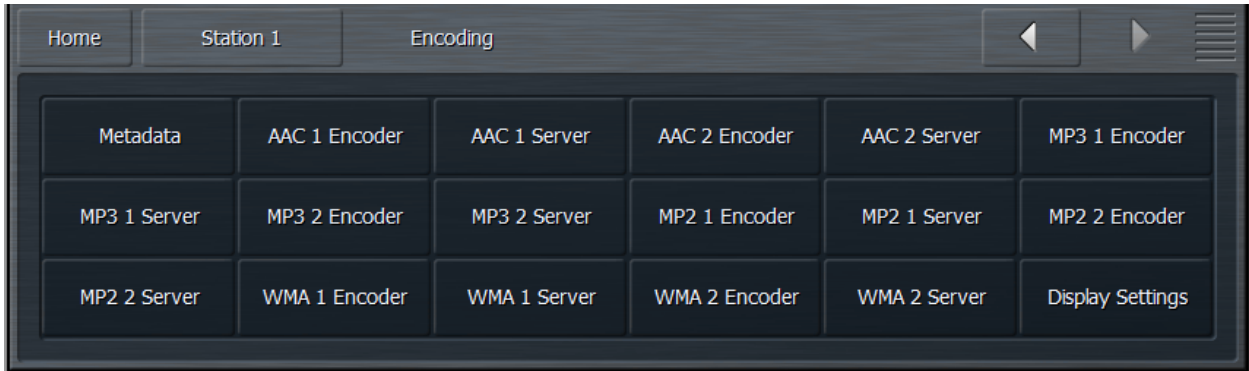 Home Station 1 Encoding
Metadata AAC 1 Encoder AAC 1 Server AAC 2 Encoder AAC 2 Server MP3 1 Encoder
MP3 1 Server MP3 2 Encoder MP3 2 Server MP2 1 Encoder MP2 1 Server MP2 2 Encoder
MP2 2 Server WMA 1 Encoder WMA 1 Server WMA 2 Encoder WMA 2 Server Display Settings